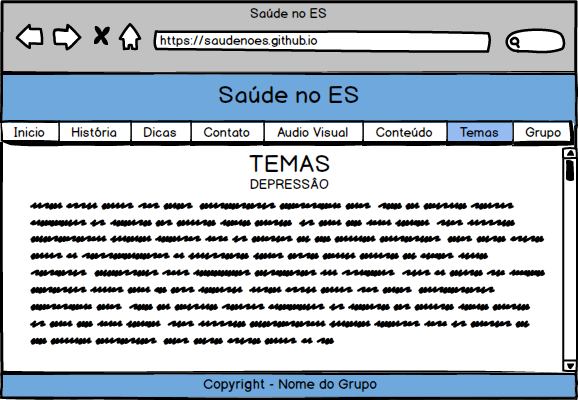 Saúde no ES
https://saudenoes.github.io
Saúde no ES
Inicio História Dicas Contato Audio Visual Conteúdo Temas Grupo
TEMAS
DEPRESSÃO
Copyright - Nome do Grupo